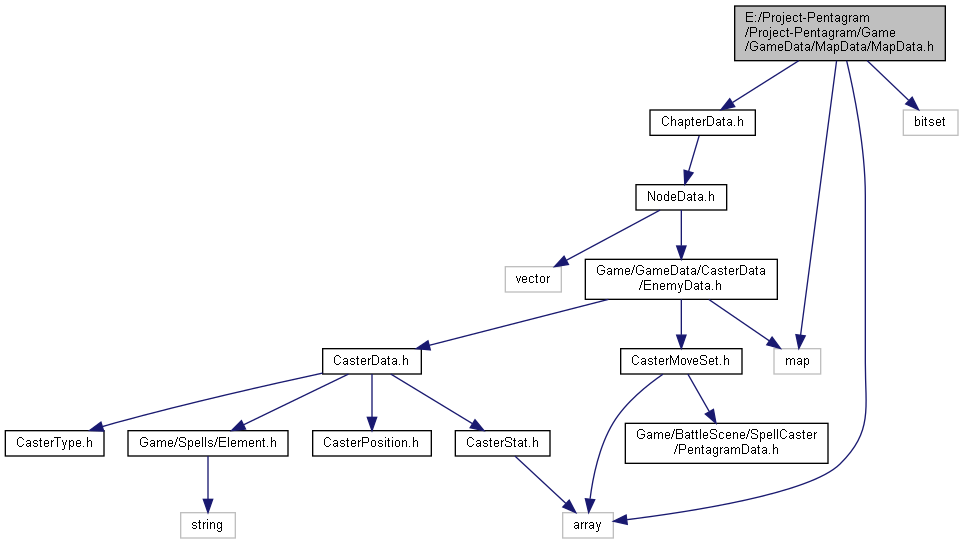 E:/Project-Pentagram
/Project-Pentagram/Game
/GameData/MapData/MapData.h
ChapterData.h
bitset
NodeData.h
vector
Game/GameData/CasterData
/EnemyData.h
CasterData.h
CasterMoveSet.h
map
CasterType.h
Game/Spells/Element.h
CasterPosition.h
CasterStat.h
Game/BattleScene/SpellCaster
/PentagramData.h
string
array